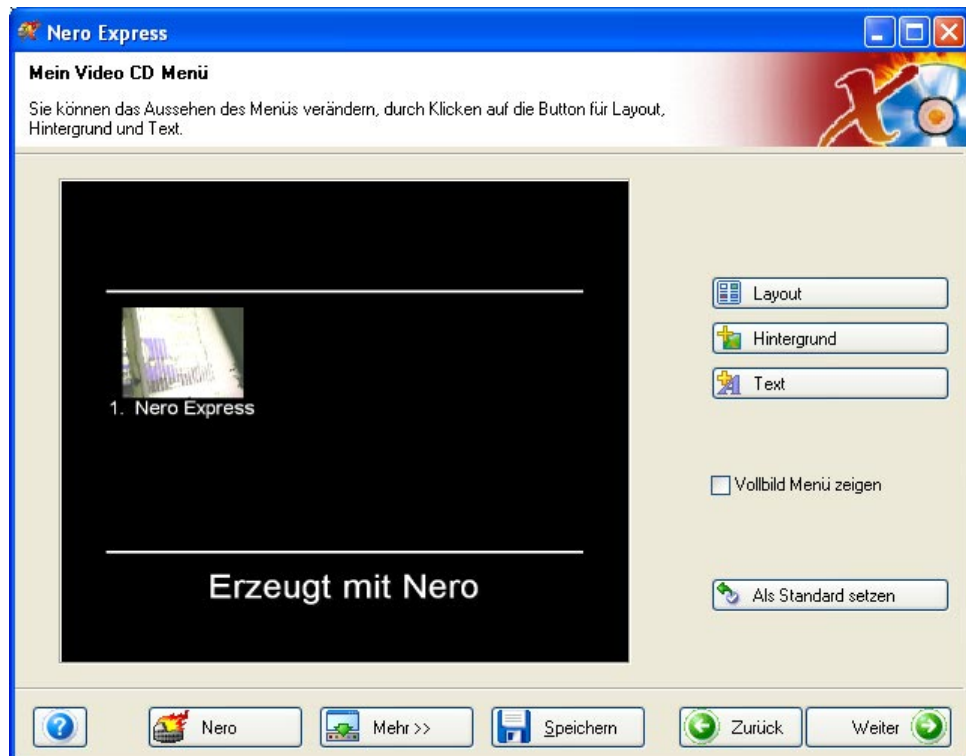 Nero Express
Mein Video CD Menü
Sie können das Aussehen des Menüs verändern, durch Klicken auf die Button für Layout,
Hintergrund und Text.
1. Nero Express
Erzeugt mit Nero
Layout
Hintergrund
Text
Vollbild Menü zeigen
Als Standard setzen
Nero
Mehr >>
Speichern
Zurück
Weiter